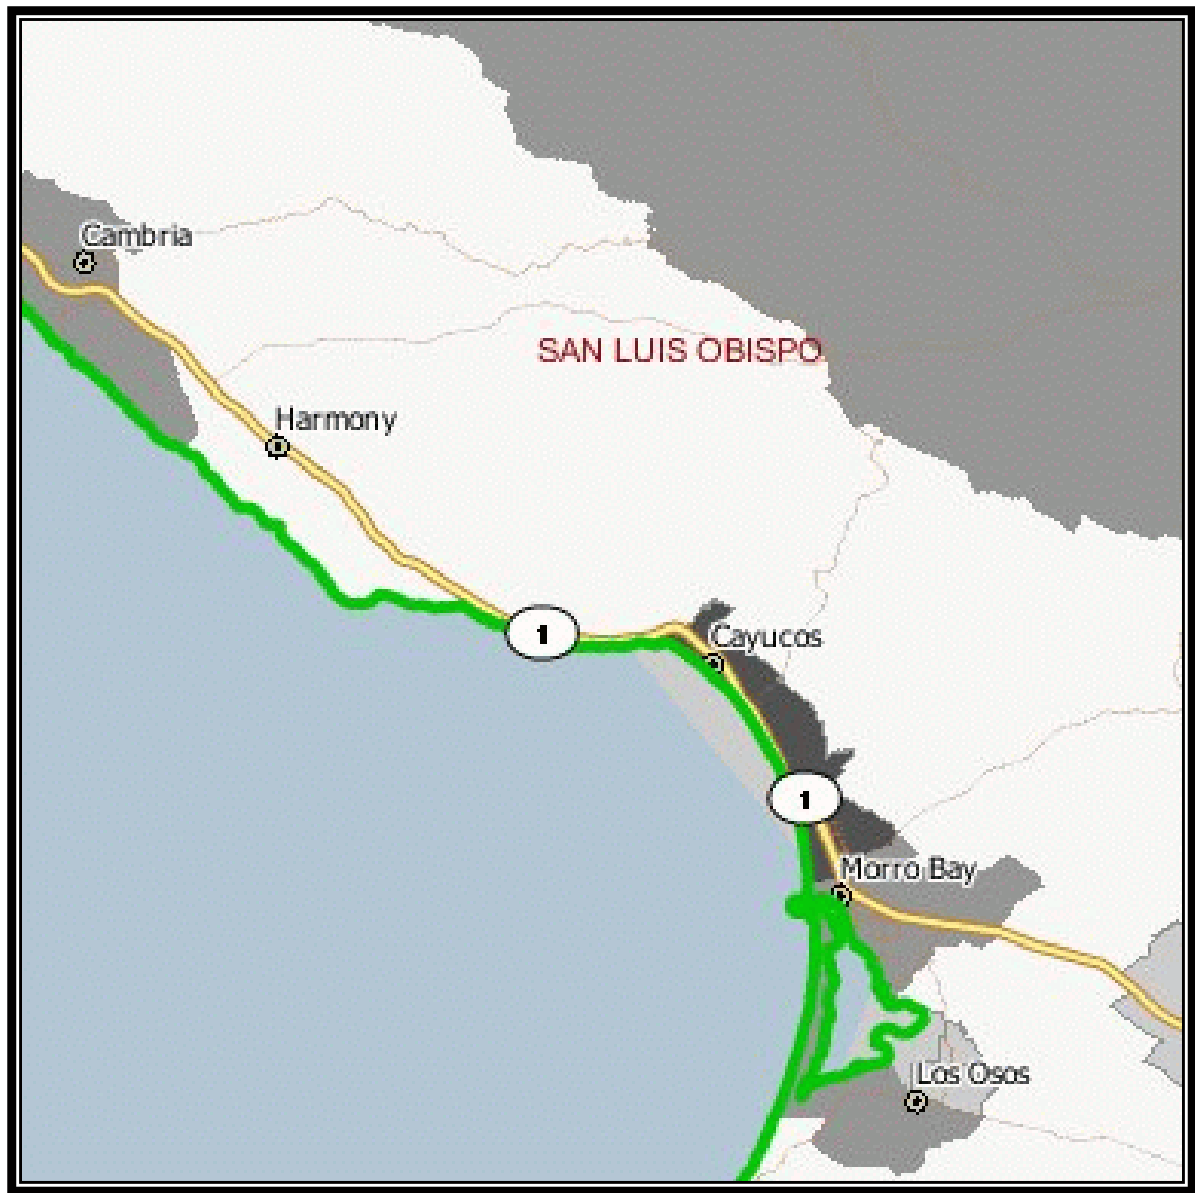 Cambria
SAN LUIS OBISPO
Harmony
1
Cayucos
1
Morro Bay
Los Osos